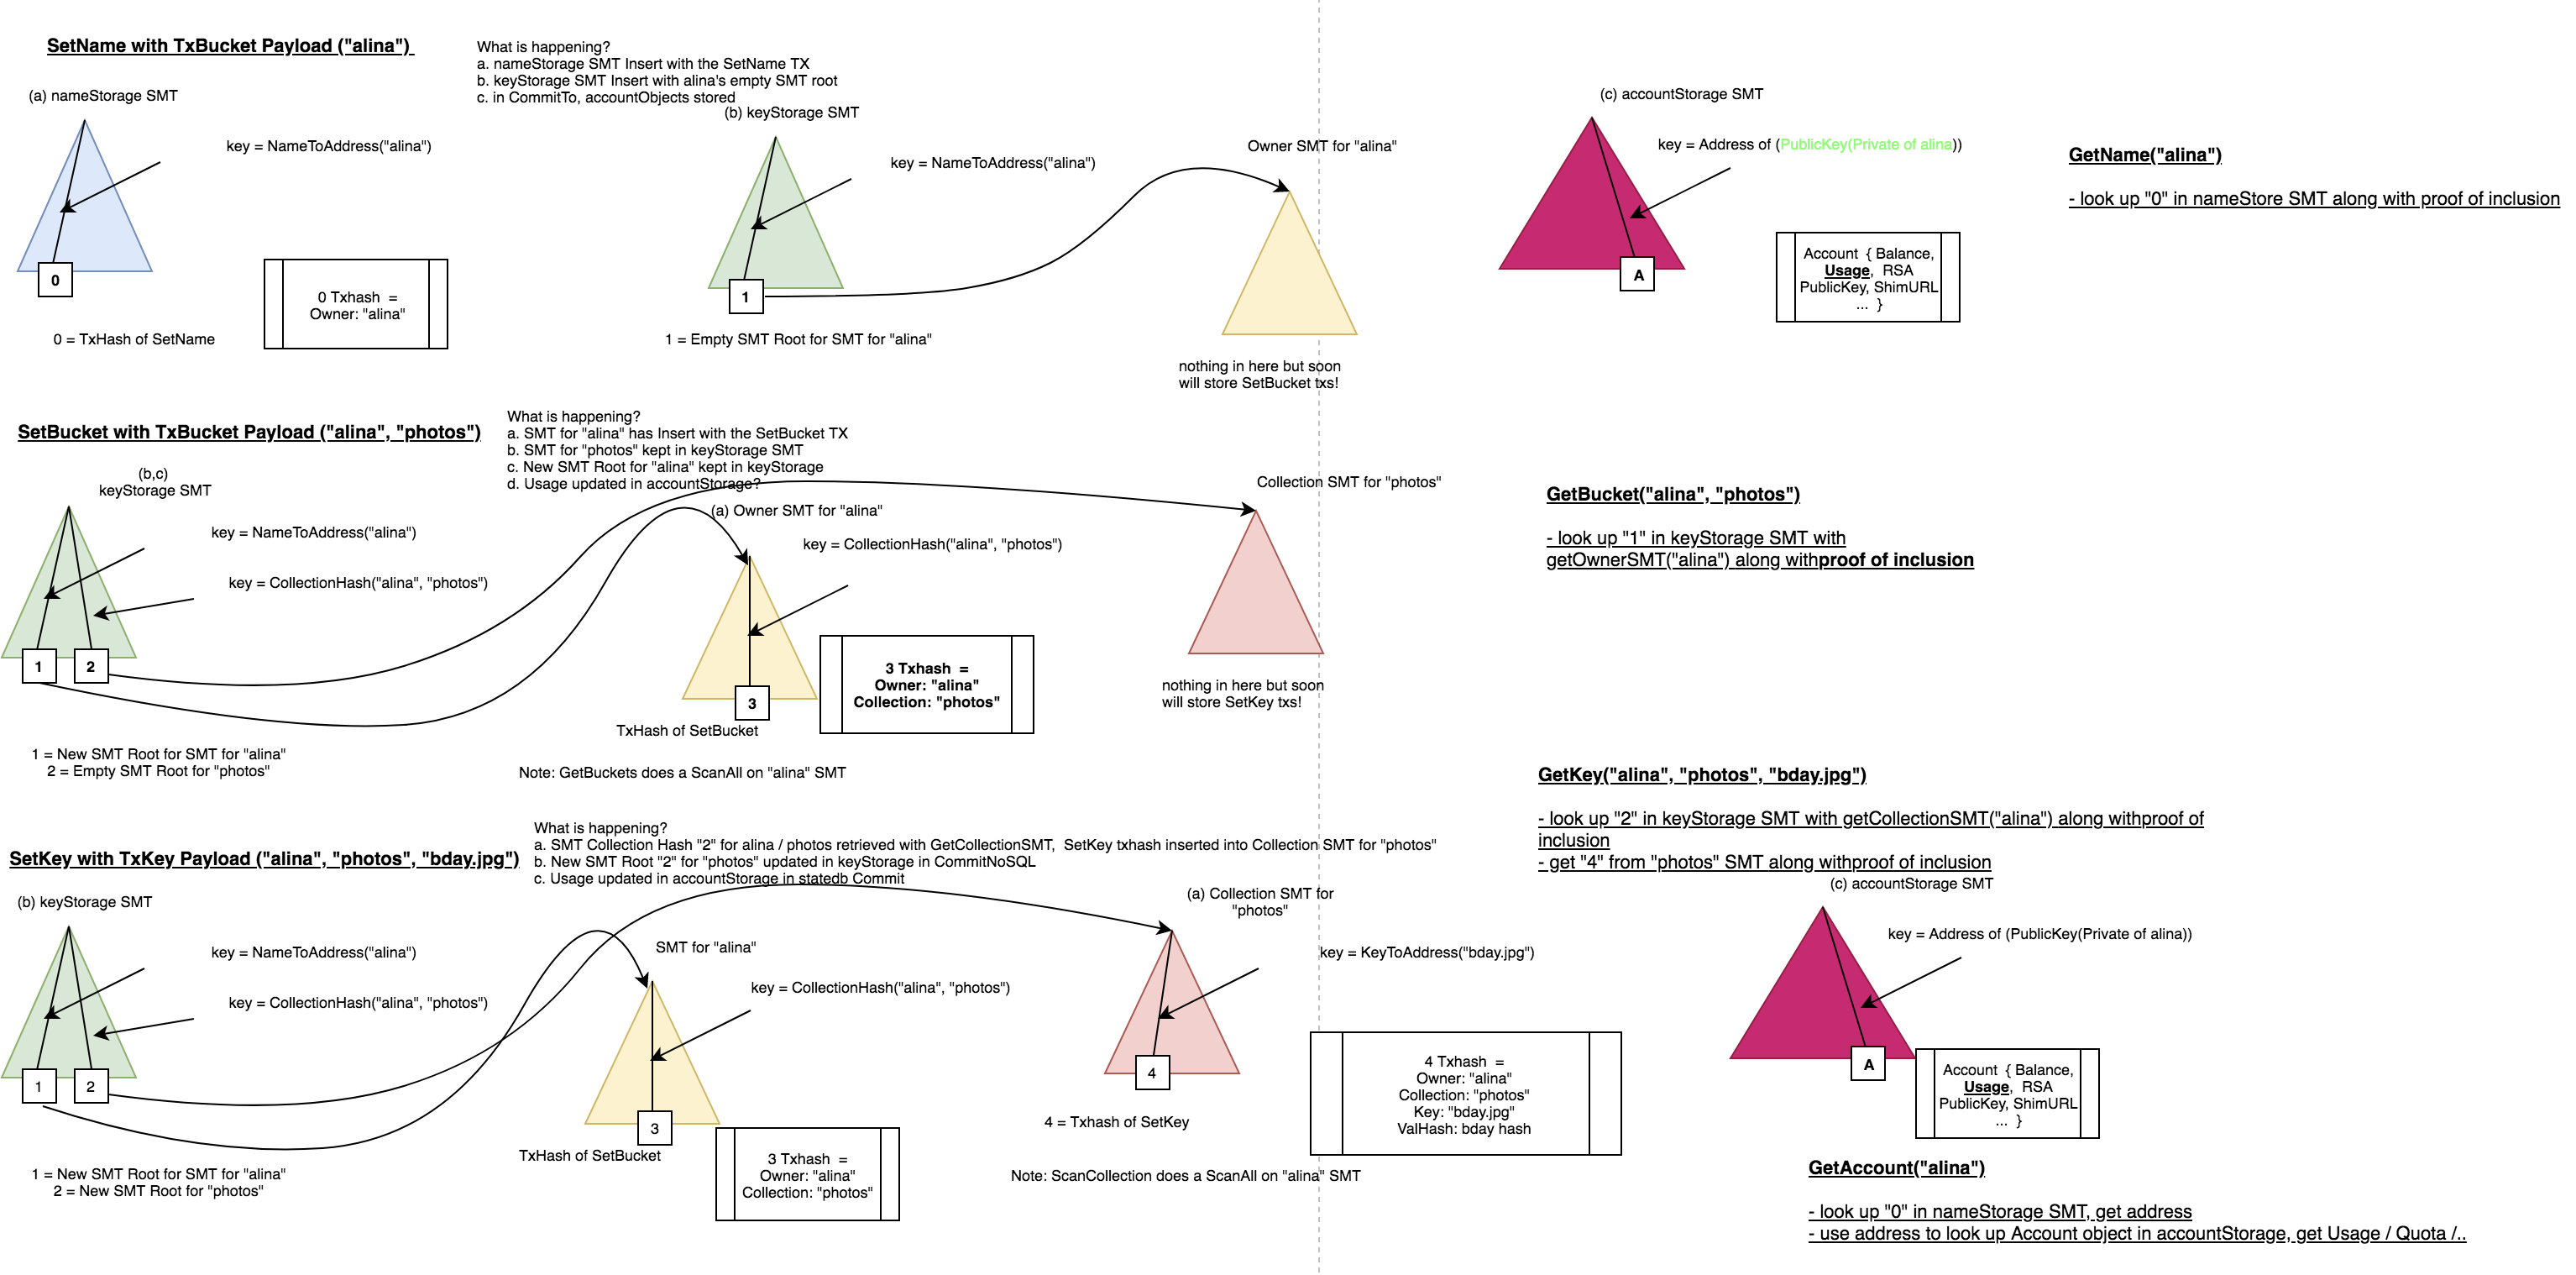 SetName with TxBucket Payload ("alina")
What is happening?
a. nameStorage SMT Insert with the SetName TX
b. keyStorage SMT Insert with alina's empty SMT root
c. in CommitTo, accountObjects stored
(a) nameStorage SMT
key = NameToAddress("alina")
0
0 Txhash =
Owner: "alina"
0 = TxHash of SetName
(b) keyStorage SMT
key = NameToAddress("alina")
1
1 = Empty SMT Root for SMT for "alina"
Owner SMT for "alina"
nothing in here but soon
will store SetBucket txs!
(c) accountStorage SMT
key = Address of (PublicKey(Private of alina))
A
Account { Balance,
Usage, RSA
PublicKey, ShimURL
... }
GetName("alina")
- look up "0" in nameStore SMT along with proof of inclusion
SetBucket with TxBucket Payload ("alina", "photos")
What is happening?
a. SMT for "alina" has Insert with the SetBucket TX
b. SMT for "photos" kept in keyStorage SMT
c. New SMT Root for "alina" kept in keyStorage
d. Usage updated in accountStorage?
(b,c)
keyStorage SMT
key = NameToAddress("alina")
key = CollectionHash("alina", "photos")
1
2
1 = New SMT Root for SMT for "alina"
2 = Empty SMT Root for "photos"
(a) Owner SMT for "alina"
key = CollectionHash("alina", "photos")
3
3 Txhash =
Owner: "alina"
Collection: "photos"
TxHash of SetBucket
Note: GetBuckets does a ScanAll on "alina" SMT
Collection SMT for "photos"
nothing in here but soon
will store SetKey txs!
GetBucket("alina", "photos")
- look up "1" in keyStorage SMT with
getOwnerSMT("alina") along withproof of inclusion
SetKey with TxKey Payload ("alina", "photos", "bday.jpg")
What is happening?
a. SMT Collection Hash "2" for alina / photos retrieved with GetCollectionSMT, SetKey txhash inserted into Collection SMT for "photos"
b. New SMT Root "2" for "photos" updated in keyStorage in CommitNoSQL
c. Usage updated in accountStorage in statedb Commit
(b) keyStorage SMT
key = NameToAddress("alina")
key = CollectionHash("alina", "photos")
1
2
1 = New SMT Root for SMT for "alina"
2 = New SMT Root for "photos"
SMT for "alina"
key = CollectionHash("alina", "photos")
3
TxHash of SetBucket
3 Txhash =
Owner: "alina"
Collection: "photos"
(a) Collection SMT for
"photos"
key = KeyToAddress("bday.jpg")
4
4 = Txhash of SetKey
4 Txhash =
Owner: "alina"
Collection: "photos"
Key: "bday.jpg"
ValHash: bday hash
Note: ScanCollection does a ScanAll on "alina" SMT
GetKey("alina", "photos", "bday.jpg")
- look up "2" in keyStorage SMT with getCollectionSMT("alina") along withproof of
inclusion
- get "4" from "photos" SMT along withproof of inclusion
(c) accountStorage SMT
key = Address of (PublicKey(Private of alina))
A
Account { Balance,
Usage, RSA
PublicKey, ShimURL
... }
GetAccount("alina")
- look up "0" in nameStorage SMT, get address
- use address to look up Account object in accountStorage, get Usage / Quota /..